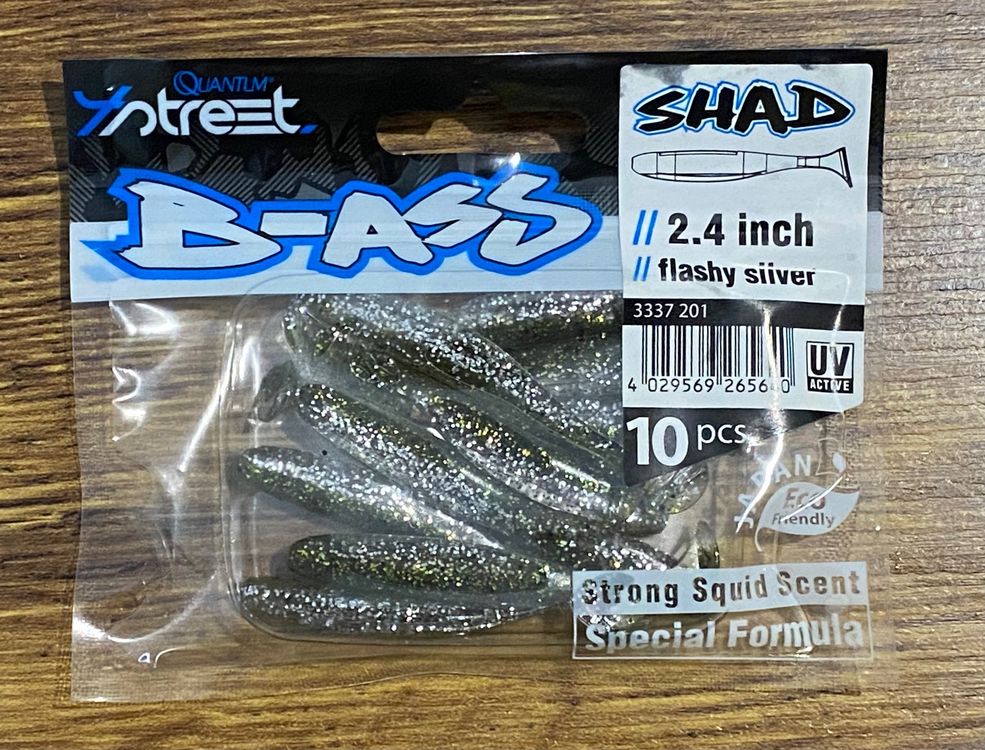 QUANTUM®
4street
B-ASS
SHAD
// 2.4 inch
// flashy silver
3337 201
4 029569 265640
UV
ACTIVE
10 pcs
JAPAN
Eco
Friendly
Strong Squid Scent
Special Formula